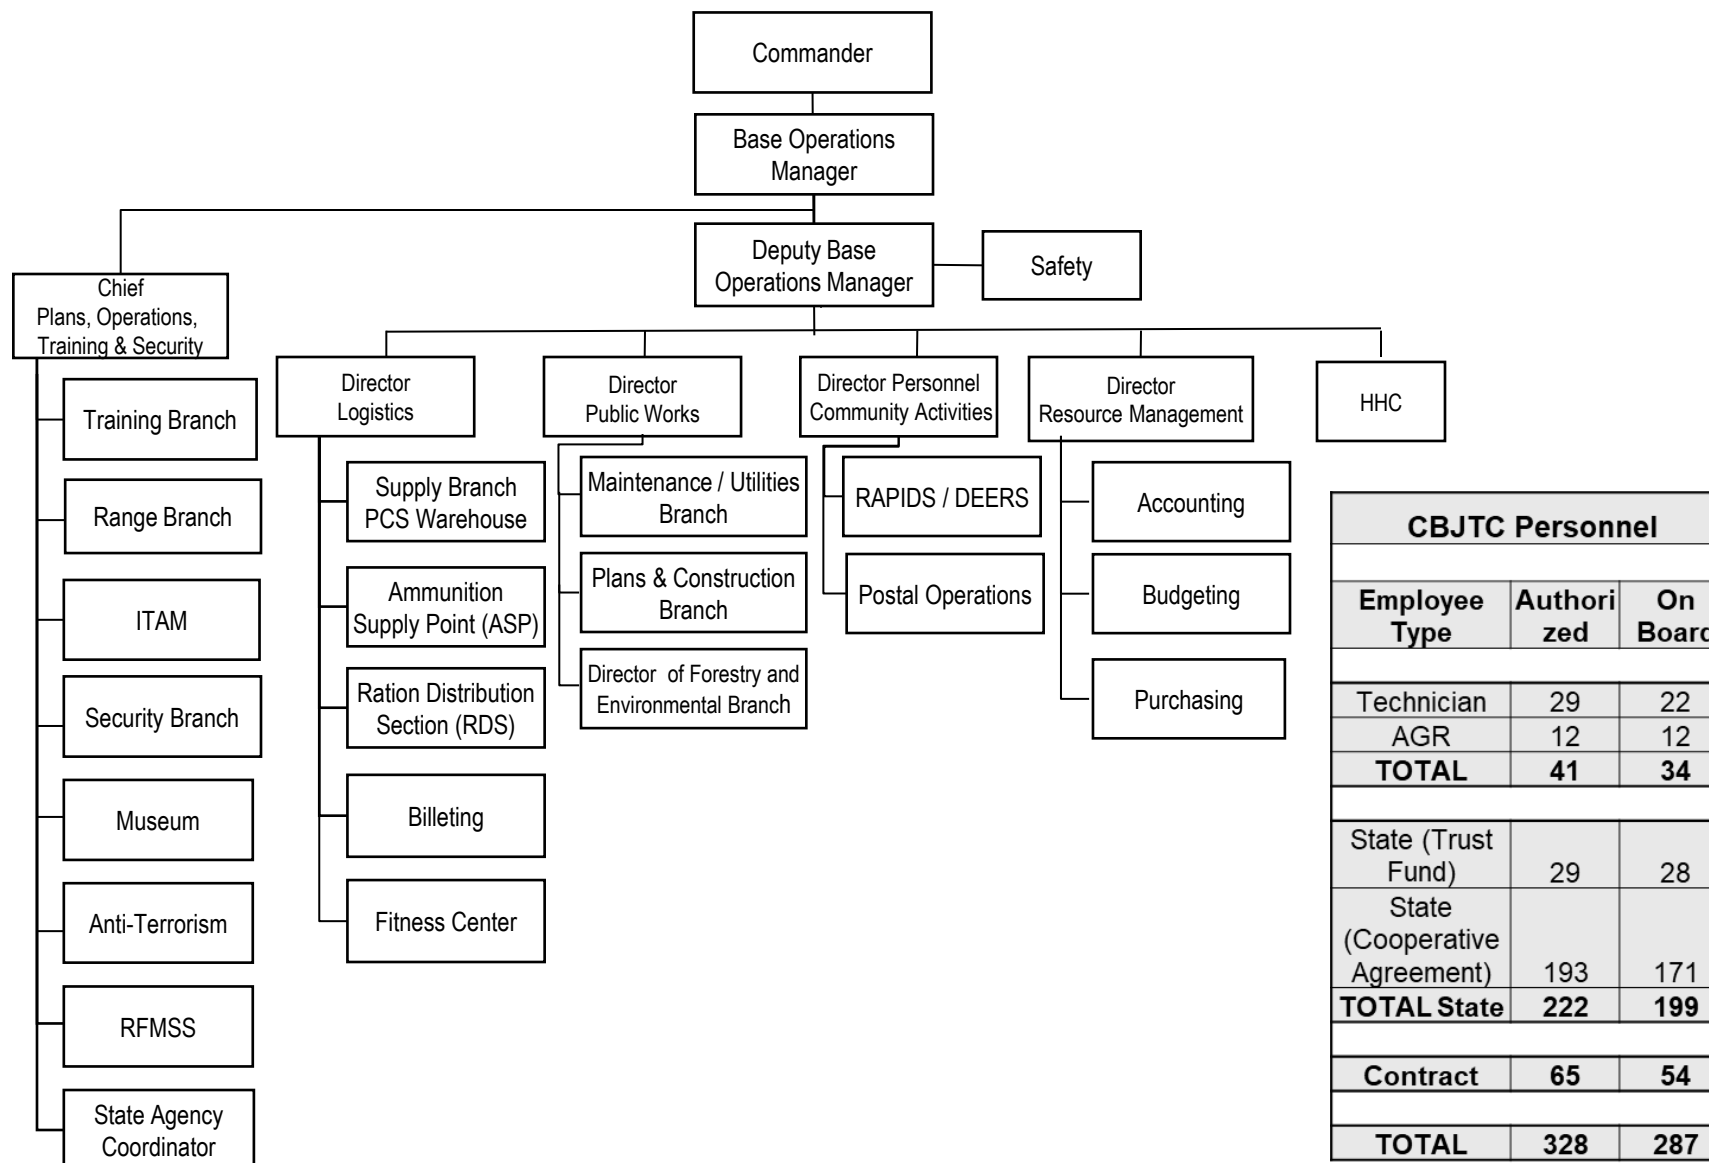 Commander
Base Operations
Manager
Deputy Base
Operations Manager
Safety
Chief
Plans, Operations,
Training & Security
Training Branch
Range Branch
ITAM
Security Branch
Museum
Anti-Terrorism
RFMSS
State Agency
Coordinator
Director
Logistics
Supply Branch
PCS Warehouse
Ammunition
Supply Point (ASP)
Ration Distribution
Section (RDS)
Billeting
Fitness Center
Director
Public Works
Maintenance / Utilities
Branch
Plans & Construction
Branch
Director of Forestry and
Environmental Branch
Director Personnel
Community Activities
RAPIDS / DEERS
Postal Operations
Director
Resource Management
Accounting
Budgeting
Purchasing
HHC
CBJTC Personnel
Employee Authori On
Type zed Board
Technician 29 22
AGR 12 12
TOTAL 41 34
State (Trust
Fund) 29 28
State
(Cooperative
Agreement) 193 171
TOTAL State 222 199
Contract 65 54
TOTAL 328 287